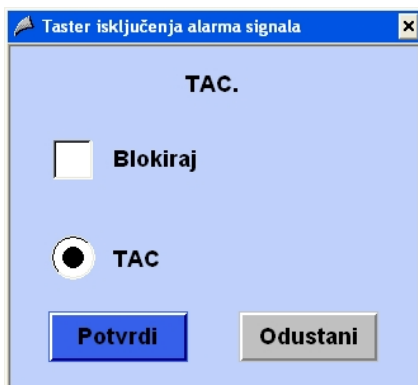 Taster isključenja alarma signala
TAC.
Blokiraj
TAC
Potvrdi
Odustani